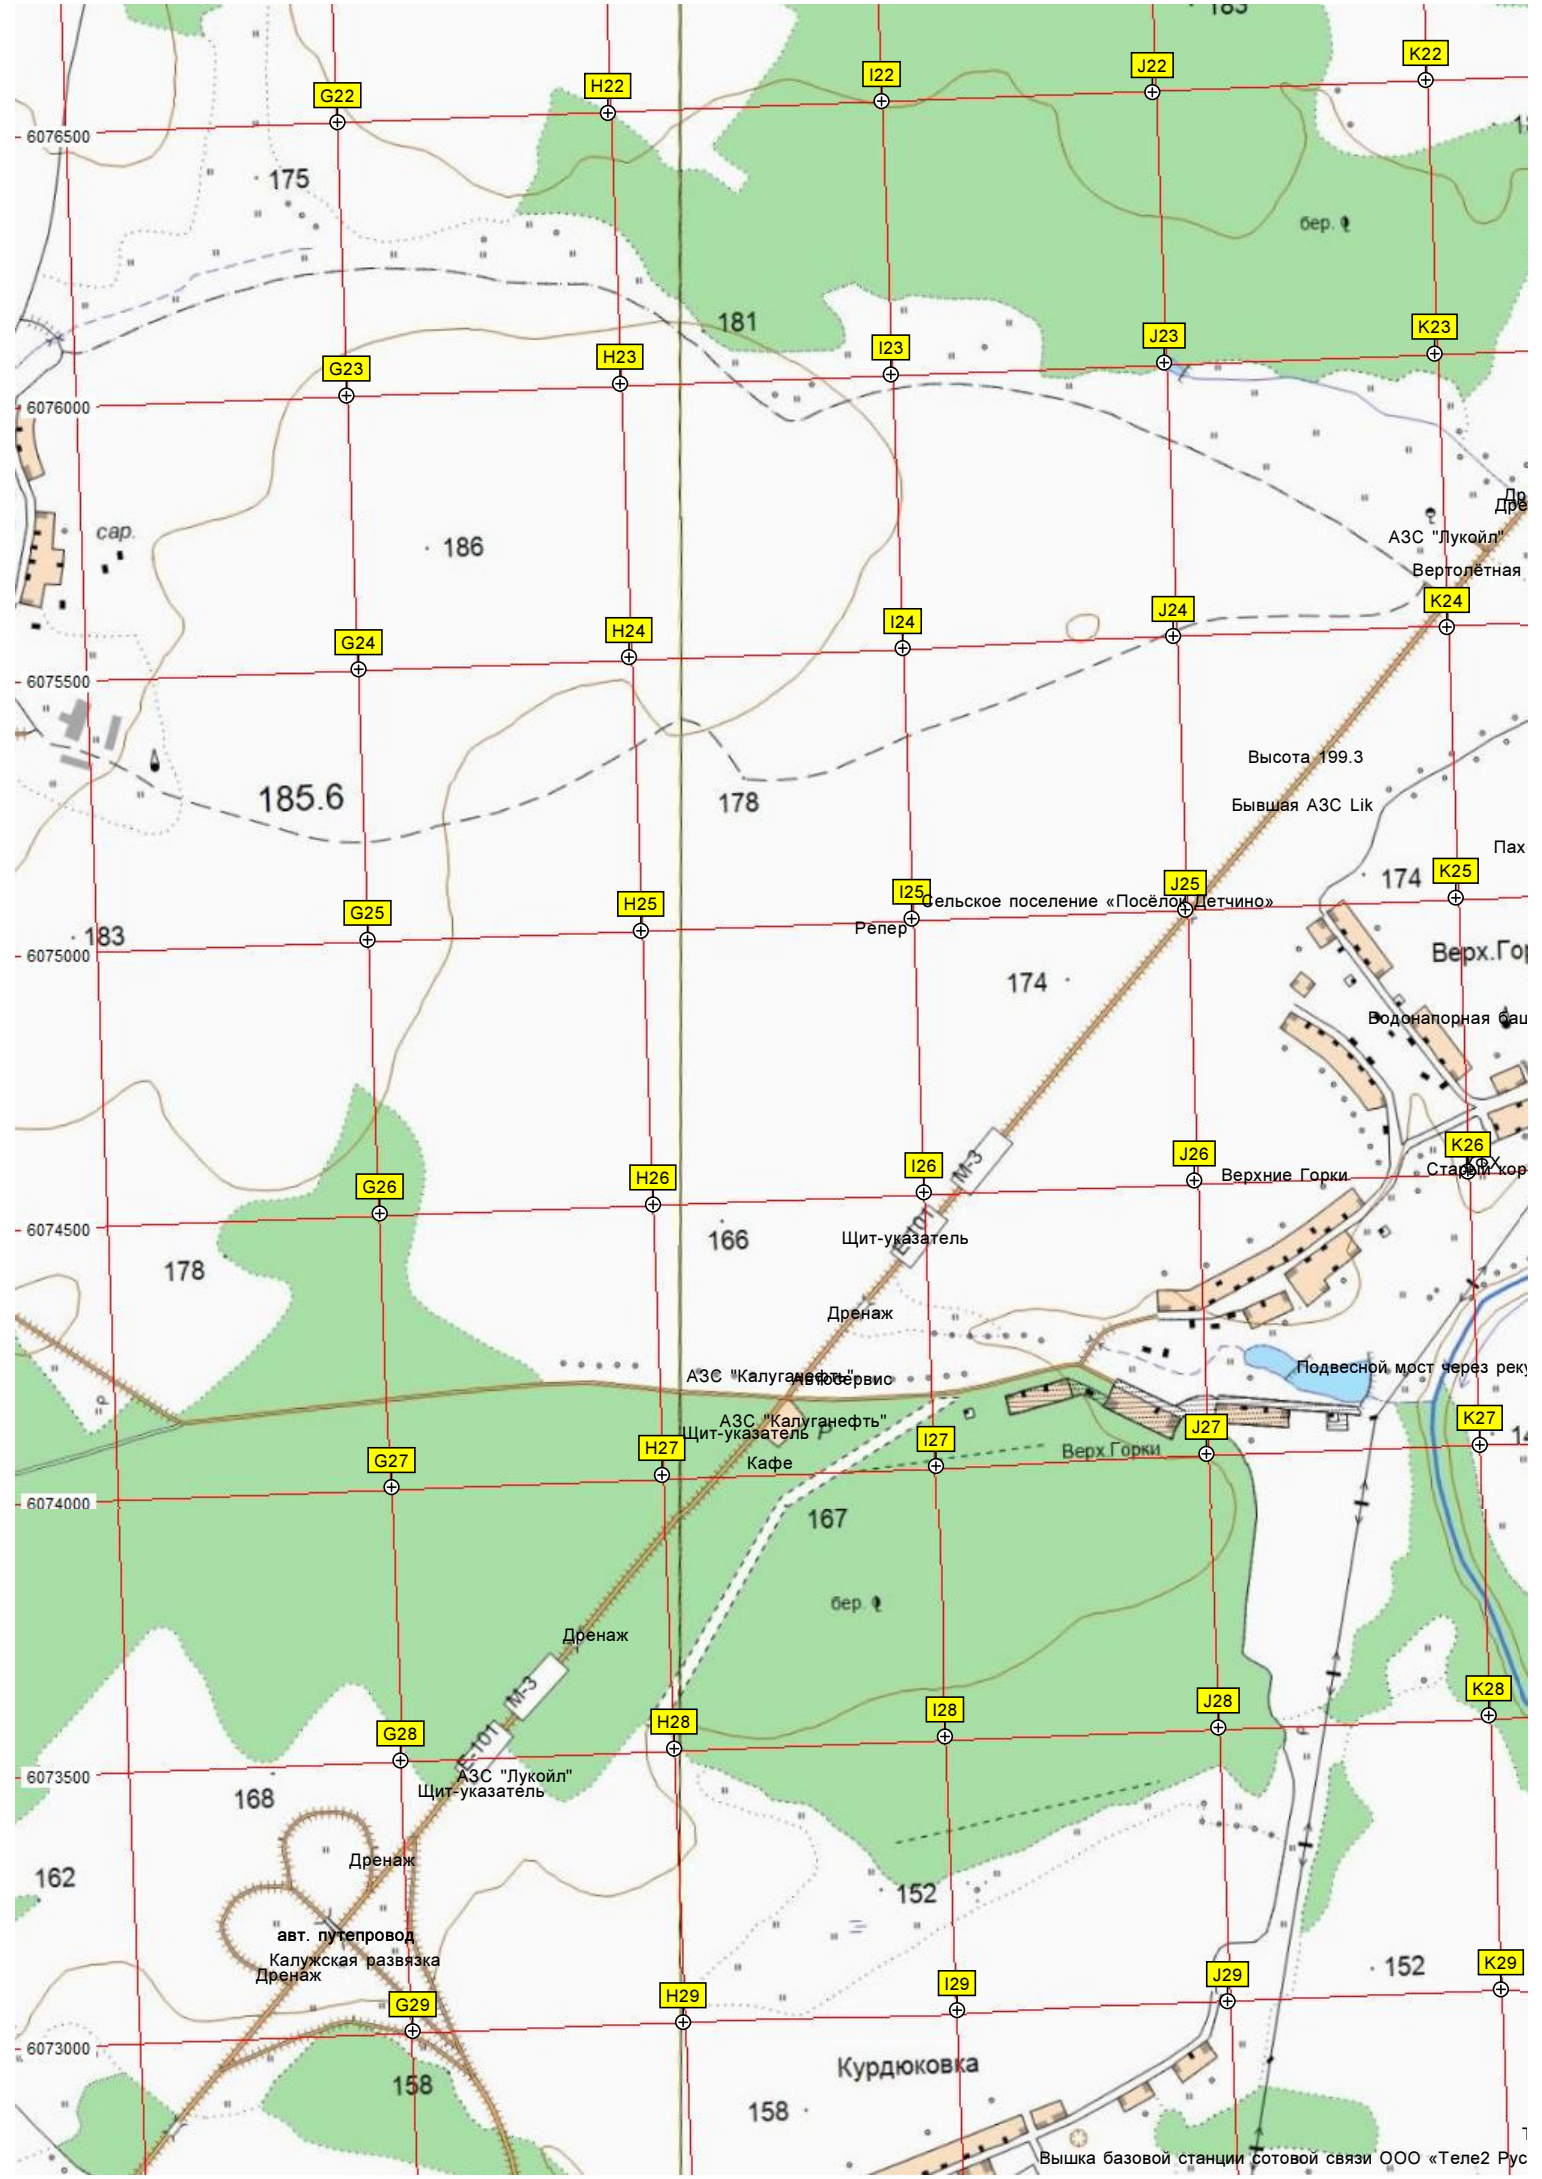 183
K22
J22
I22
H22
G22
6076500
175
бер.
181
K23
J23
I23
H23
G23
6076000
сар.
186
АЗС "Лукойл"
Вертолётная
K24
J24
I24
H24
G24
6075500
Высота 199.3
185.6
178
Бывшая АЗС Lik
Пах
174
K25
J25
I25
H25
G25
Сельское поселение «Посёлок Детчино»
Репер
183
6075000
Верх.Гор
174
Водонапорная баш
K26
J26
I26
H26
G26
М-3
Верхние Горки
Старый кор
6074500
166
Щит-указатель
Е-101
178
Дренаж
Подвесной мост через реку
АЗС "Калуганефть"
Автосервис
АЗС "Калуганефть"
Р
Щит-указатель
K27
J27
I27
H27
G27
Верх.Горки
Кафе
6074000
167
бер.
Дренаж
М-3
K28
J28
I28
H28
G28
Е-101
АЗС "Лукойл"
6073500
Щит-указатель
168
Дренаж
162
152
авт. путепровод
Калужская развязка
Дренаж
152
K29
J29
I29
H29
G29
6073000
Курдюковка
158
158
Вышка базовой станции сотовой связи ООО «Теле2 Рус